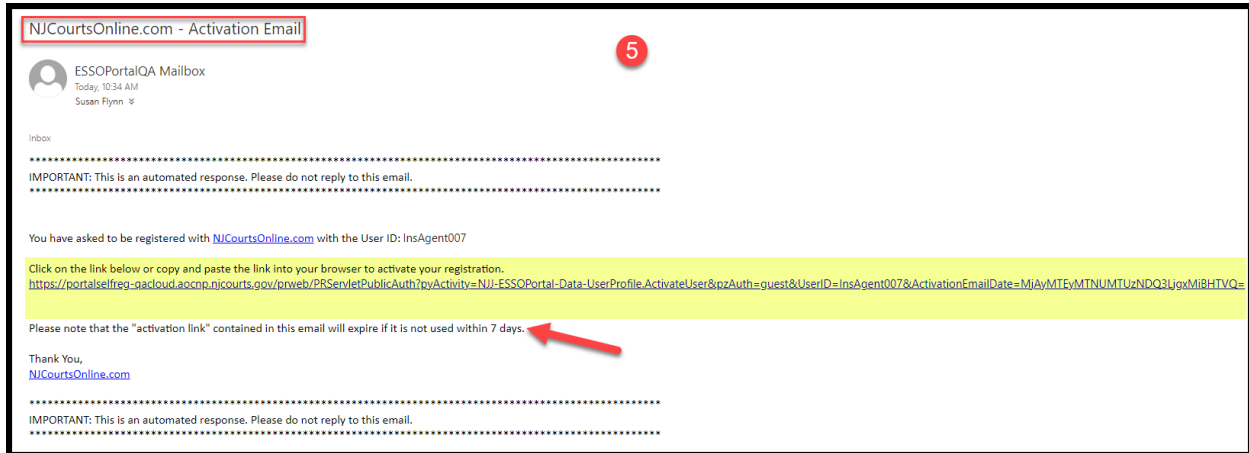 NJCourtsOnline.com - Activation Email
5
ESSOPortalQA Mailbox
Today, 10:34 AM
Susan Flynn
Inbox
********************************************************************************************************
IMPORTANT: This is an automated response. Please do not reply to this email.
********************************************************************************************************
You have asked to be registered with NJCourtsOnline.com with the User ID: InsAgent007
Click on the link below or copy and paste the link into your browser to activate your registration.
https://portalselfreg-qacloud.aocnp.njcourts.gov/prweb/PRServletPublicAuth?pyActivity=NJJ-ESSOPortal-Data-UserProfile.ActivateUser&pzAuth=guest&UserID=InsAgent007&ActivationEmailDate=MjAyMTEyMTNUMTUzNDQ3LjgxMiBHTVQ=
Please note that the "activation link" contained in this email will expire if it is not used within 7 days.
Thank You,
NJCourtsOnline.com
********************************************************************************************************
IMPORTANT: This is an automated response. Please do not reply to this email.
********************************************************************************************************